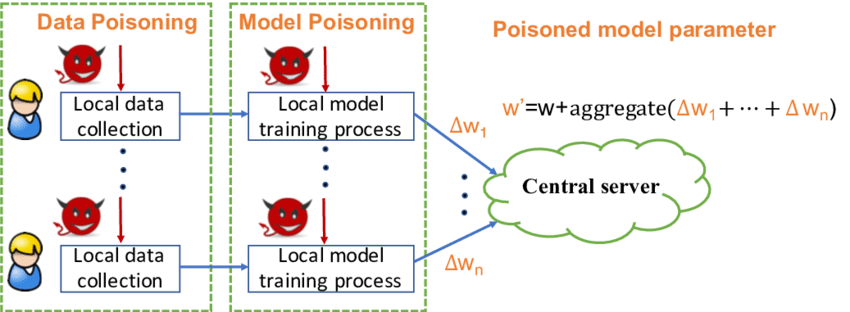 Data Poisoning
Model Poisoning
Poisoned model parameter
Local data
collection
Local model
training process
w'=w+aggregate(Δw₁+ ⋯ + Δ wₙ)
Δw₁
Central server
Local data
collection
Local model
training process
Δwₙ